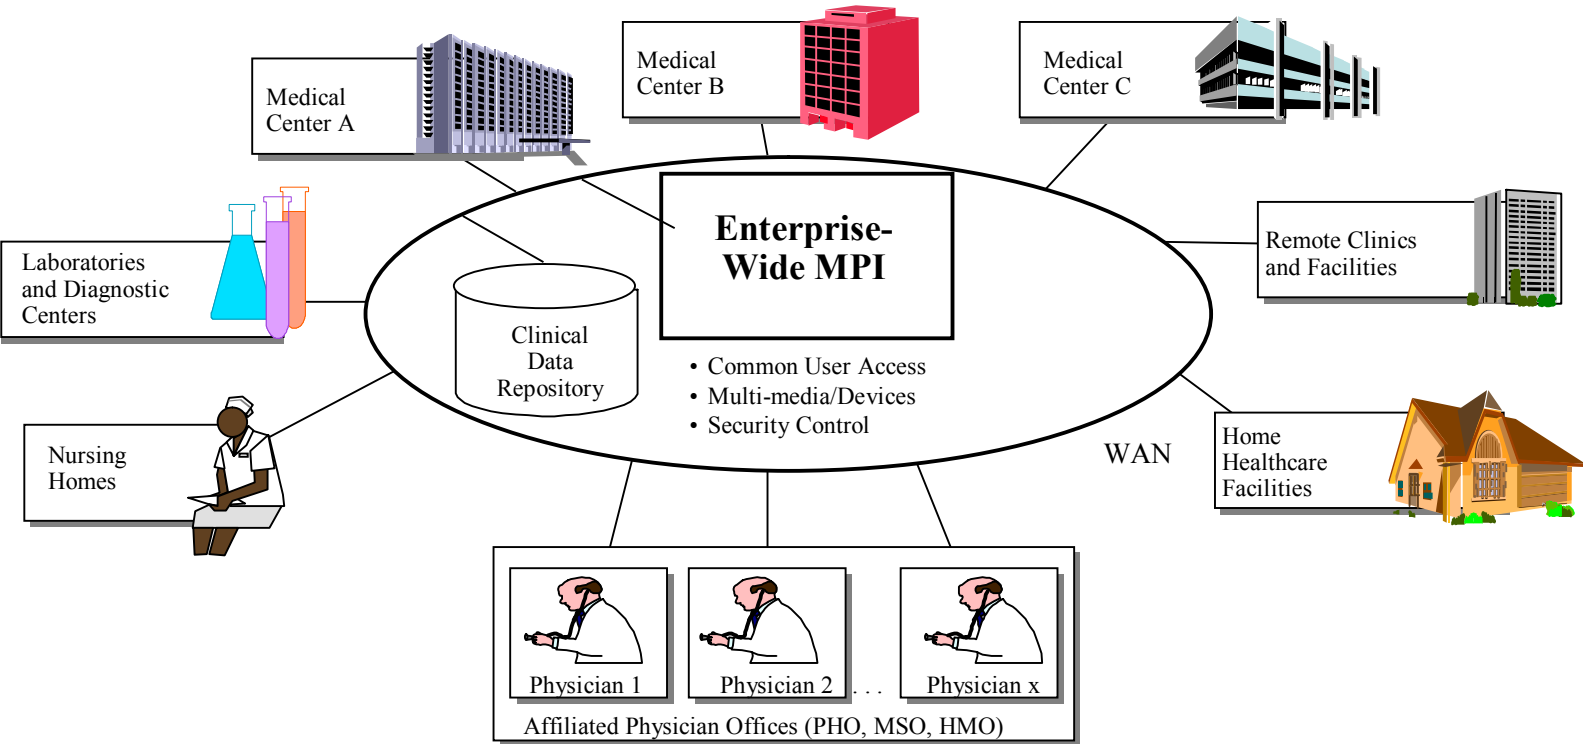 Medical
Center A
Medical
Center B
Medical
Center C
Laboratories
and Diagnostic
Centers
Enterprise-
Wide MPI
Remote Clinics
and Facilities
Clinical
Data
Repository
• Common User Access
• Multi-media/Devices
• Security Control
WAN
Nursing
Homes
Home
Healthcare
Facilities
Physician 1
Physician 2
. . .
Physician x
Affiliated Physician Offices (PHO, MSO, HMO)